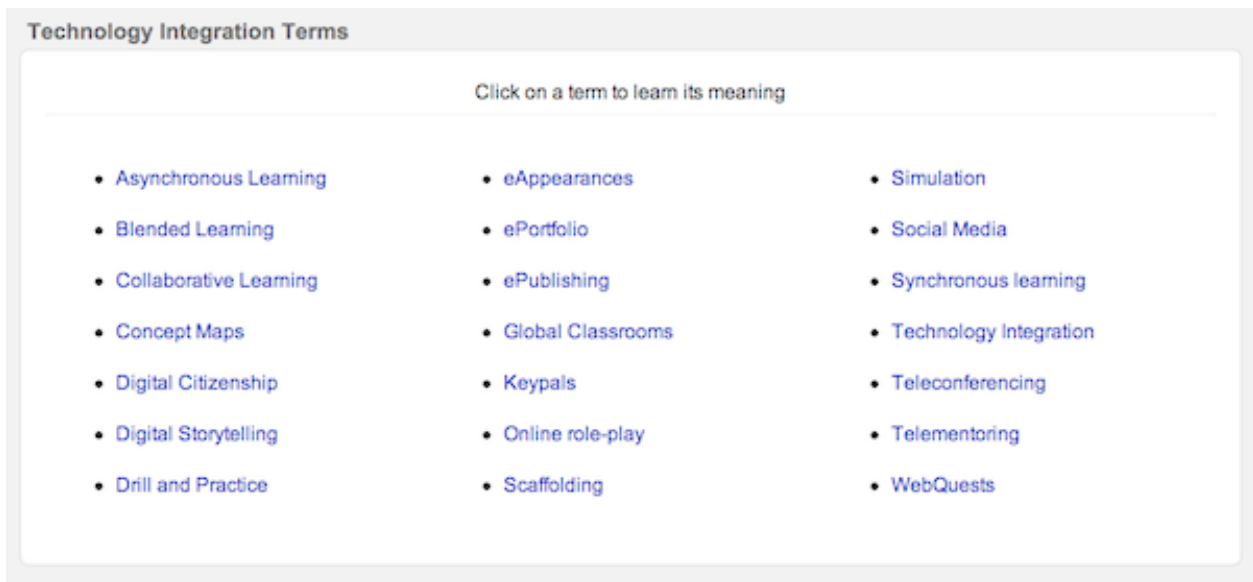 Technology Integration Terms
Click on a term to learn its meaning
• Asynchronous Learning
• Blended Learning
• Collaborative Learning
• Concept Maps
• Digital Citizenship
• Digital Storytelling
• Drill and Practice
• eAppearances
• ePortfolio
• ePublishing
• Global Classrooms
• Keypals
• Online role-play
• Scaffolding
• Simulation
• Social Media
• Synchronous learning
• Technology Integration
• Teleconferencing
• Telementoring
• WebQuests